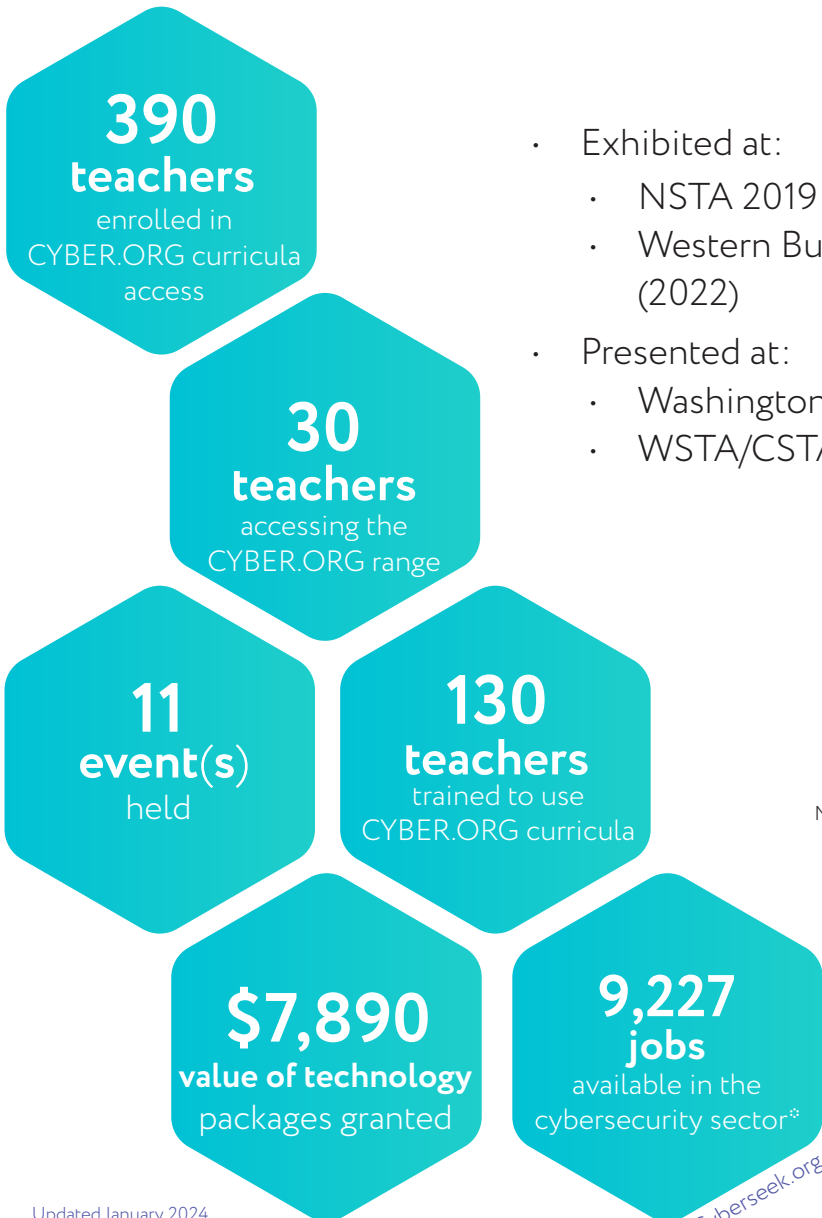 390
teachers
enrolled in
CYBER.ORG curricula
access
· Exhibited at:
· NSTA 2019
· Western Bu
(2022)
· Presented at:
· Washington
· WSTA/CSTA
30
teachers
accessing the
CYBER.ORG range
11
event(s)
held
130
teachers
trained to use
CYBER.ORG curricula
N
$7,890
value of technology
packages granted
9,227
jobs
available in the
cybersecurity sector*
Updated January 2024
Cyberseek.org